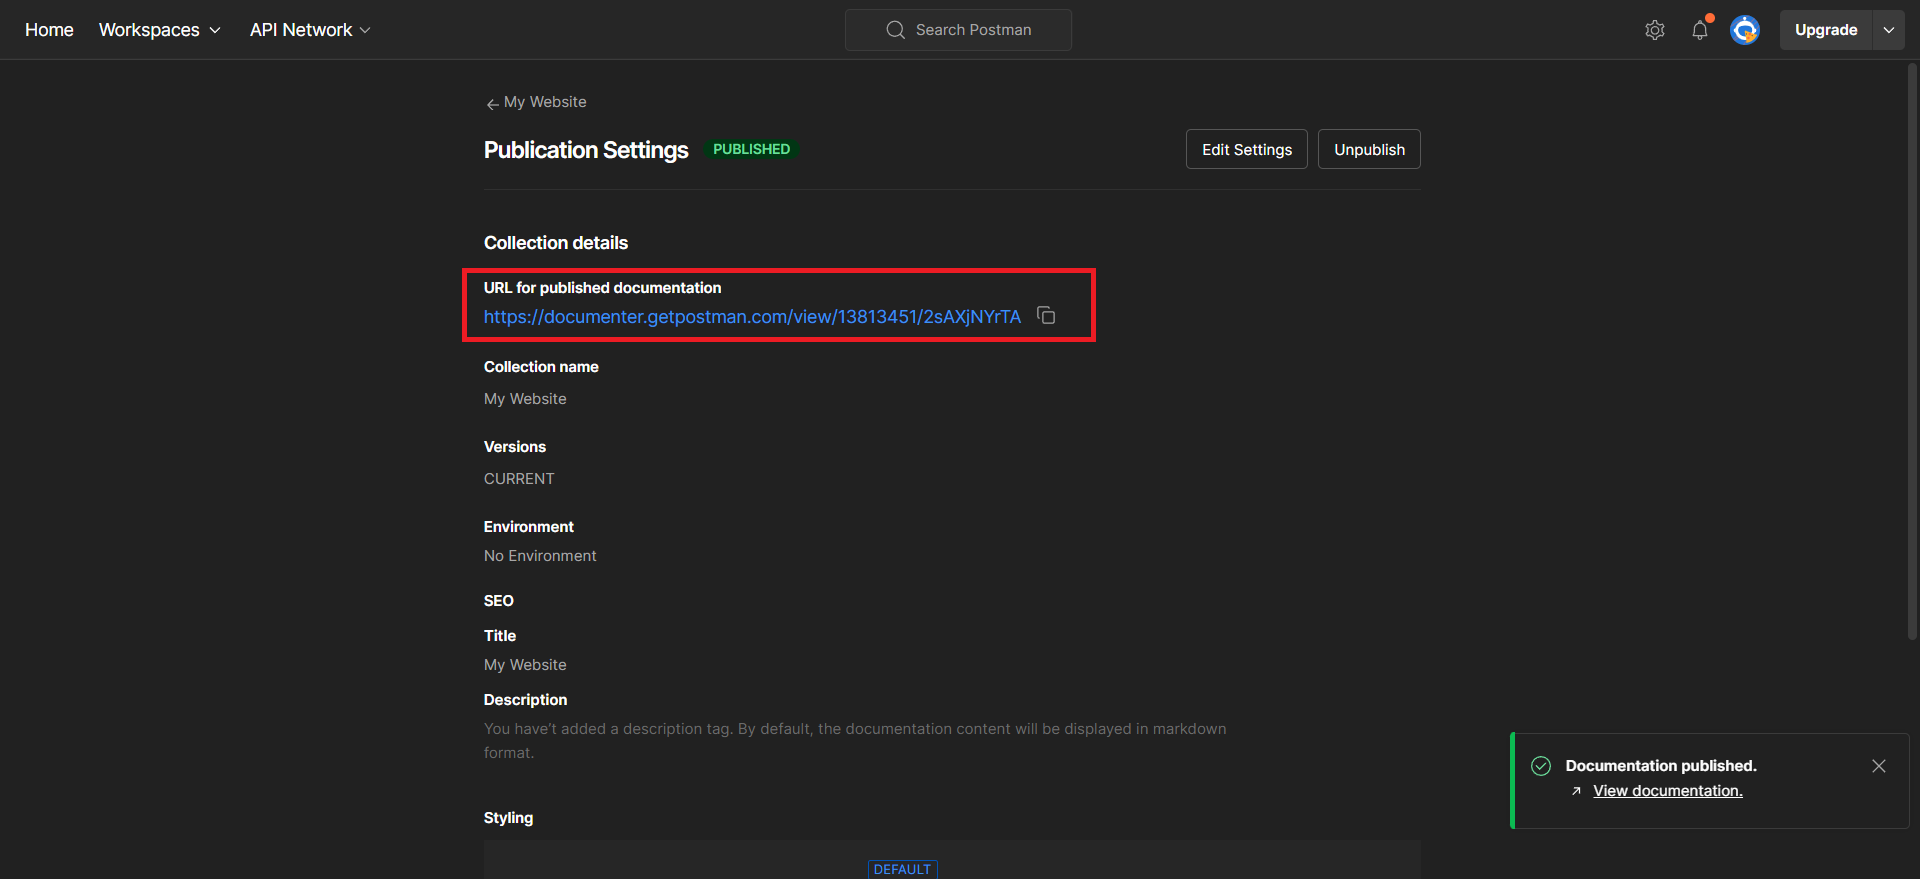 Home Workspaces API Network Search Postman Upgrade
My Website
Publication Settings PUBLISHED Edit Settings Unpublish
Collection details
URL for published documentation
https://documenter.getpostman.com/view/13813451/2sAXjNYrTA
Collection name
My Website
Versions
CURRENT
Environment
No Environment
SEO
Title
My Website
Description
You have't added a description tag. By default, the documentation content will be displayed in markdown
format.
Documentation published.
View documentation.
Styling
DEFAULT